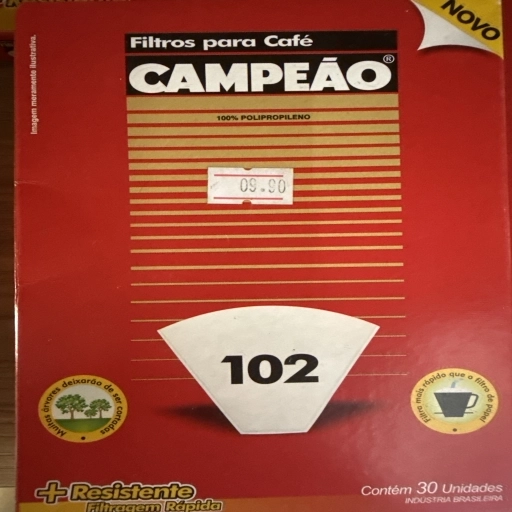 NOVO
Imagem meramente ilustrativa.
Filtros para Café
CAMPEÃO®
100% POLIPROPILENO
09.90
102
Muitas árvores deixarão de ser cortadas
Filtro mais rápido que o filtro de papel
+ Resistente
Filtragem Rápida
Contém 30 Unidades
INDÚSTRIA BRASILEIRA